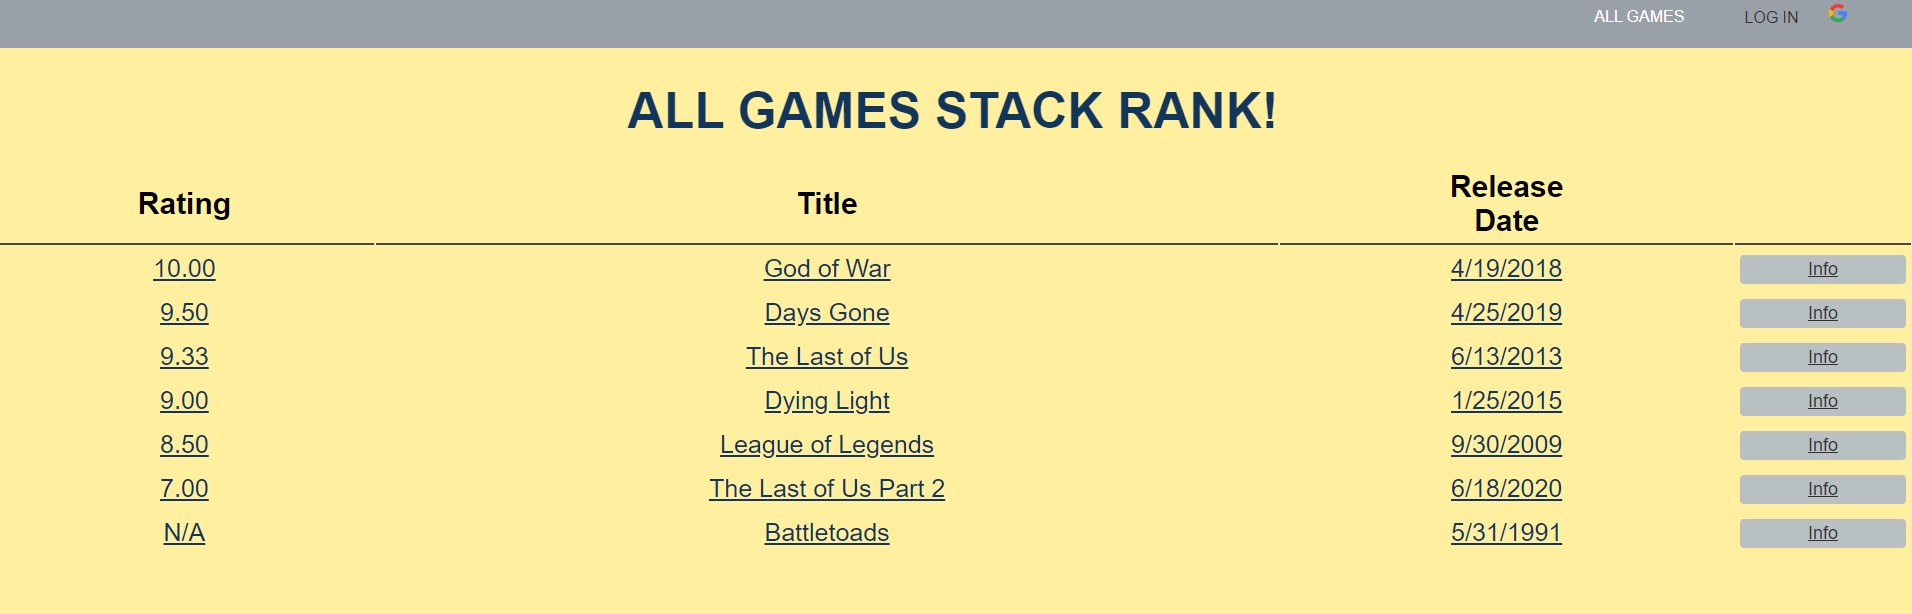 ALL GAMES LOG IN
ALL GAMES STACK RANK!
Rating Title Release Date
10.00 God of War 4/19/2018 Info
9.50 Days Gone 4/25/2019 Info
9.33 The Last of Us 6/13/2013 Info
9.00 Dying Light 1/25/2015 Info
8.50 League of Legends 9/30/2009 Info
7.00 The Last of Us Part 2 6/18/2020 Info
N/A Battletoads 5/31/1991 Info